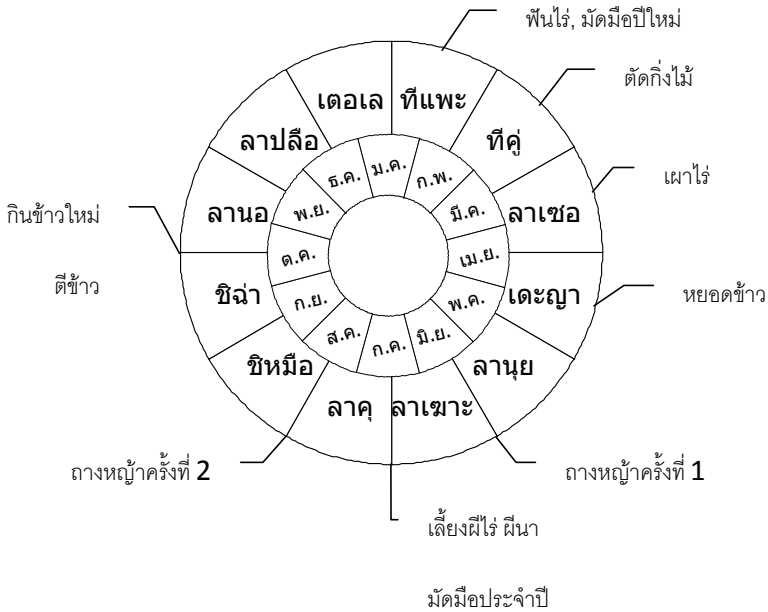 ฟันไร่, มัดมือปีใหม่
ตัดกิ่งไม้
เผาไร่
หยอดข้าว
ถางหญ้าครั้งที่ 1
เลี้ยงผีไร่ ผีนา
มัดมือประจำปี
ถางหญ้าครั้งที่ 2
กินข้าวใหม่
ตีข้าว
ทีแพะ
ทีคู่
ลาเซอ
เดะญา
ลานุย
ลาเฆาะ
ลาคุ
ชิหมือ
ชิฉ่า
ลานอ
ลาปลือ
เตอเล
ม.ค.
ก.พ.
มี.ค.
เม.ย.
พ.ค.
มิ.ย.
ก.ค.
ส.ค.
ก.ย.
ต.ค.
พ.ย.
ธ.ค.